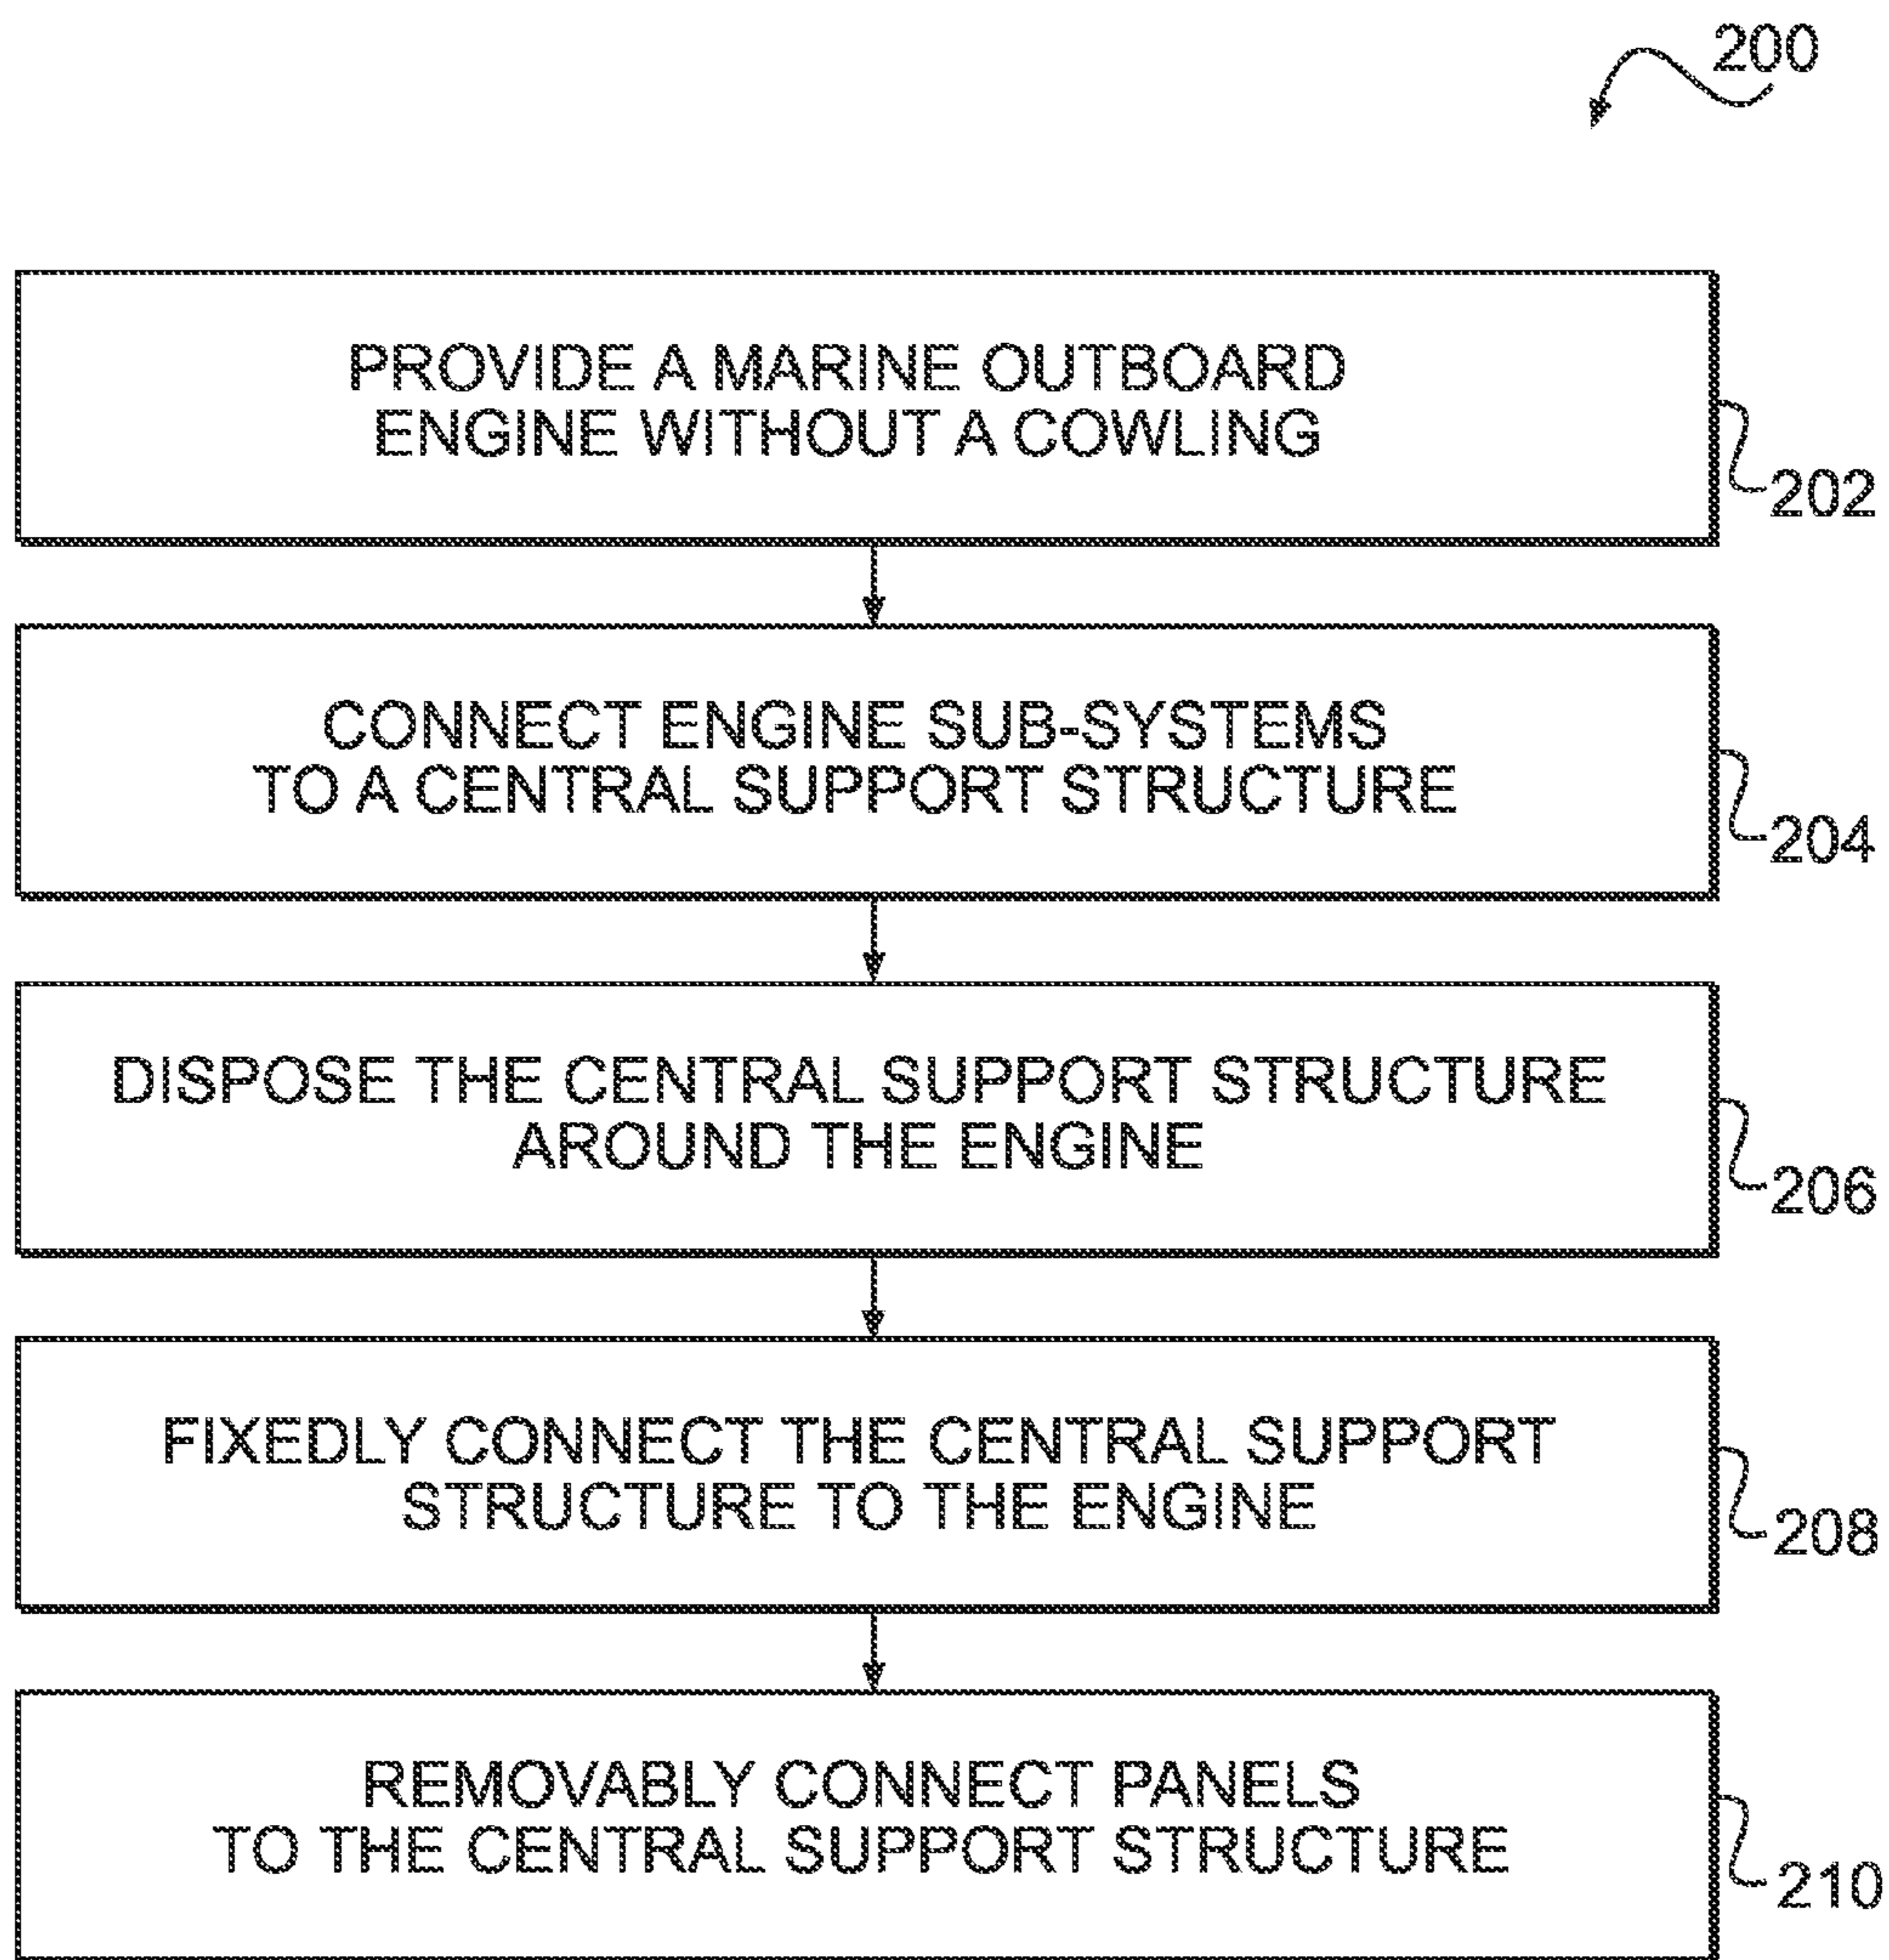 200
PROVIDE A MARINE OUTBOARD
ENGINE WITHOUT A COWLING
202
CONNECT ENGINE SUB-SYSTEMS
TO A CENTRAL SUPPORT STRUCTURE
204
DISPOSE THE CENTRAL SUPPORT STRUCTURE
AROUND THE ENGINE
206
FIXEDLY CONNECT THE CENTRAL SUPPORT
STRUCTURE TO THE ENGINE
208
REMOVABLY CONNECT PANELS
TO THE CENTRAL SUPPORT STRUCTURE
210